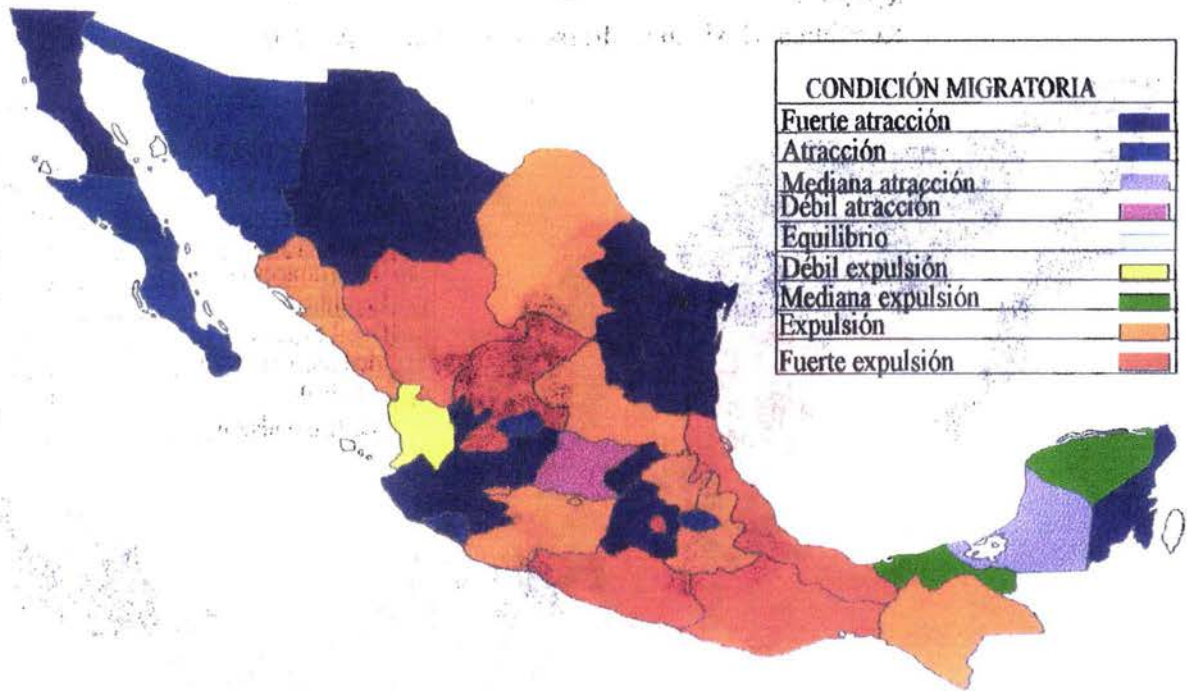 CONDICIÓN MIGRATORIA
Fuerte atracción
Atracción
Mediana atracción
Débil atracción
Equilibrio
Débil expulsión
Mediana expulsión
Expulsión
Fuerte expulsión